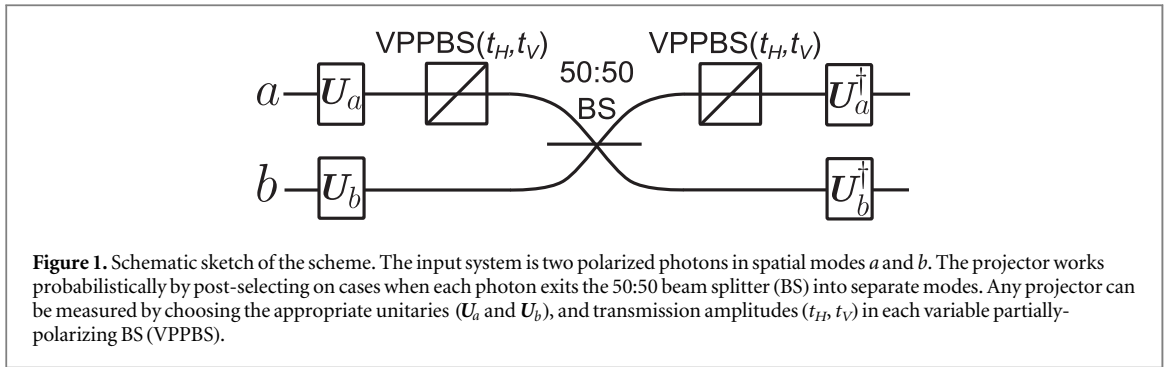 VPPBS(t_H,t_V) VPPBS(t_H,t_V)
50:50
BS
a U_a U_a^†
b U_b U_b^†
Figure 1. Schematic sketch of the scheme. The input system is two polarized photons in spatial modes a and b. The projector works
probabilistically by post-selecting on cases when each photon exits the 50:50 beam splitter (BS) into separate modes. Any projector can
be measured by choosing the appropriate unitaries (U_a and U_b), and transmission amplitudes (t_H, t_V) in each variable partially-
polarizing BS (VPPBS).